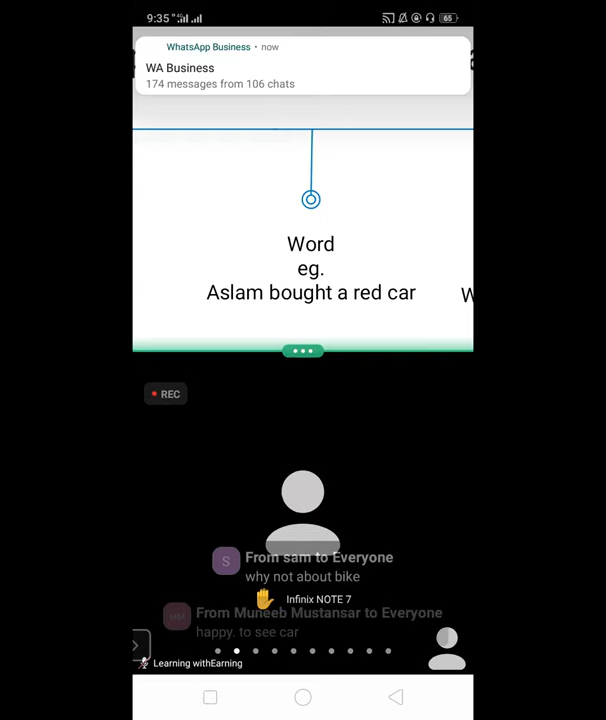 9:35
65
WhatsApp Business • now
WA Business
174 messages from 106 chats
Word
eg.
Aslam bought a red car
W
REC
S
From sam to Everyone
why not about bike
Infinix NOTE 7
MM
From Muneeb Mustansar to Everyone
happy. to see car
Learning withEarning